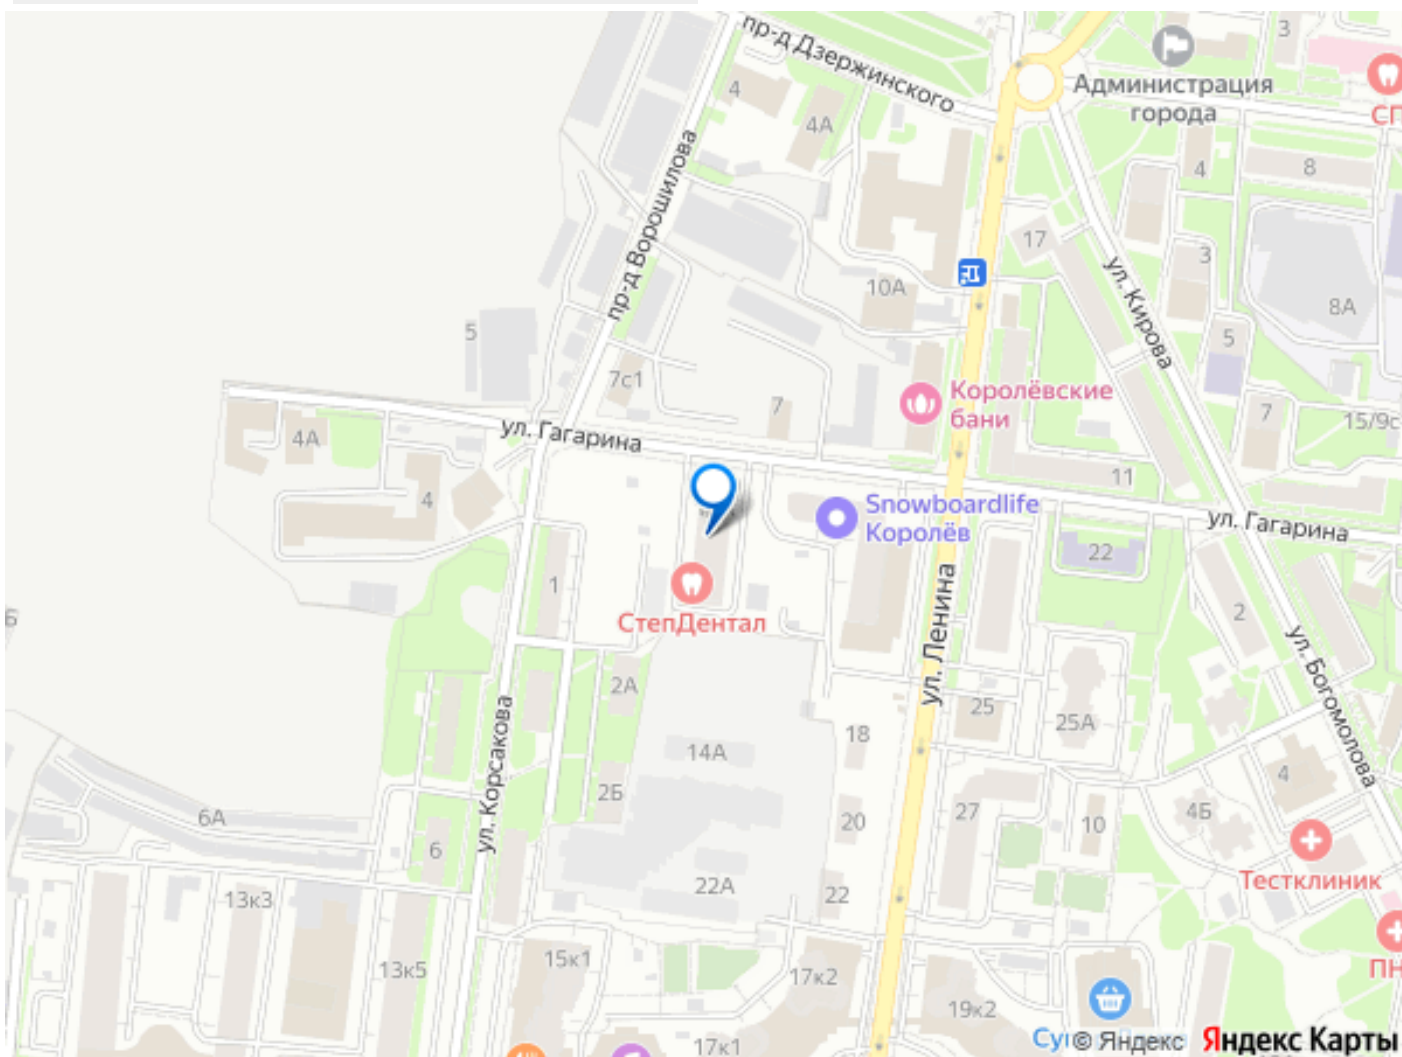 пр-д Дзержинского
3
Администрация
города
СП
4
4А
4
8
пр-д Ворошилова
17
3
ул. Кирова
10А
8А
5
5
7с1
Королёвские
бани
7
7
15/9с
ул. Гагарина
4А
11
4
Snowboardlife
Королёв
ул. Гагарина
22
1
СтепДентал
ул. Ленина
2
Б
ул. Богомолова
2А
25
25А
18
14А
ул. Корсакова
4
2Б
4Б
6А
20
27
10
6
Тестклиник
22А
22
13к3
15к1
13к5
17к2
ПН
19к2
17к1
© Яндекс
Яндекс Карты